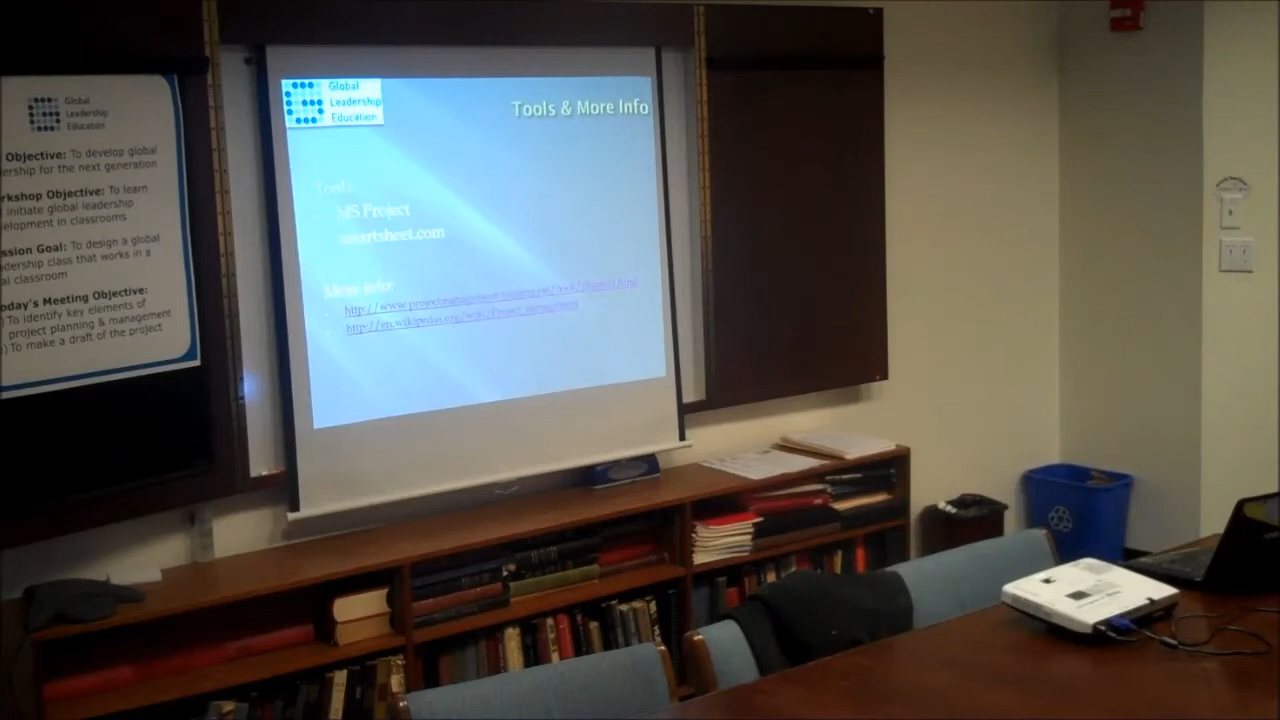 Global
Leadership
Education
Objective: To develop global
ership for the next generation
rkshop Objective: To learn
initiate global leadership
elopment in classrooms
ssion Goal: To design a global
dership class that works in a
al classroom
oday's Meeting Objective:
) To identify key elements of
project planning & management
) To make a draft of the project
Global
Leadership
Education
Tools & More Info
Tools
MS Project
smartsheet.com
More info:
http://en.wikipedia.org/wiki/Project_management